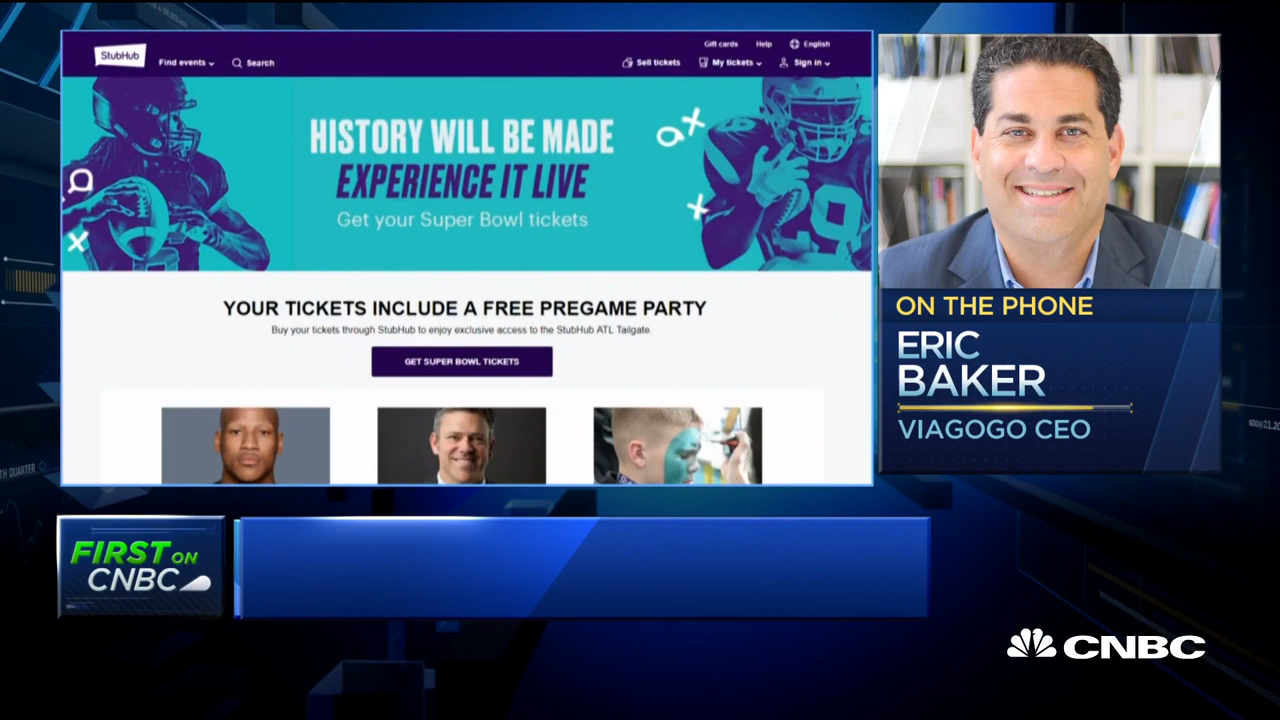 StubHub
Find events
Search
Gift cards Help English
Sell tickets My tickets Sign in
HISTORY WILL BE MADE
EXPERIENCE IT LIVE
Get your Super Bowl tickets
19
YOUR TICKETS INCLUDE A FREE PREGAME PARTY
Buy your tickets through StubHub to enjoy exclusive access to the StubHub ATL Tailgate.
GET SUPER BOWL TICKETS
ON THE PHONE
ERIC
BAKER
VIAGOGO CEO
FIRST ON
CNBC
CNBC
TH QUARTER